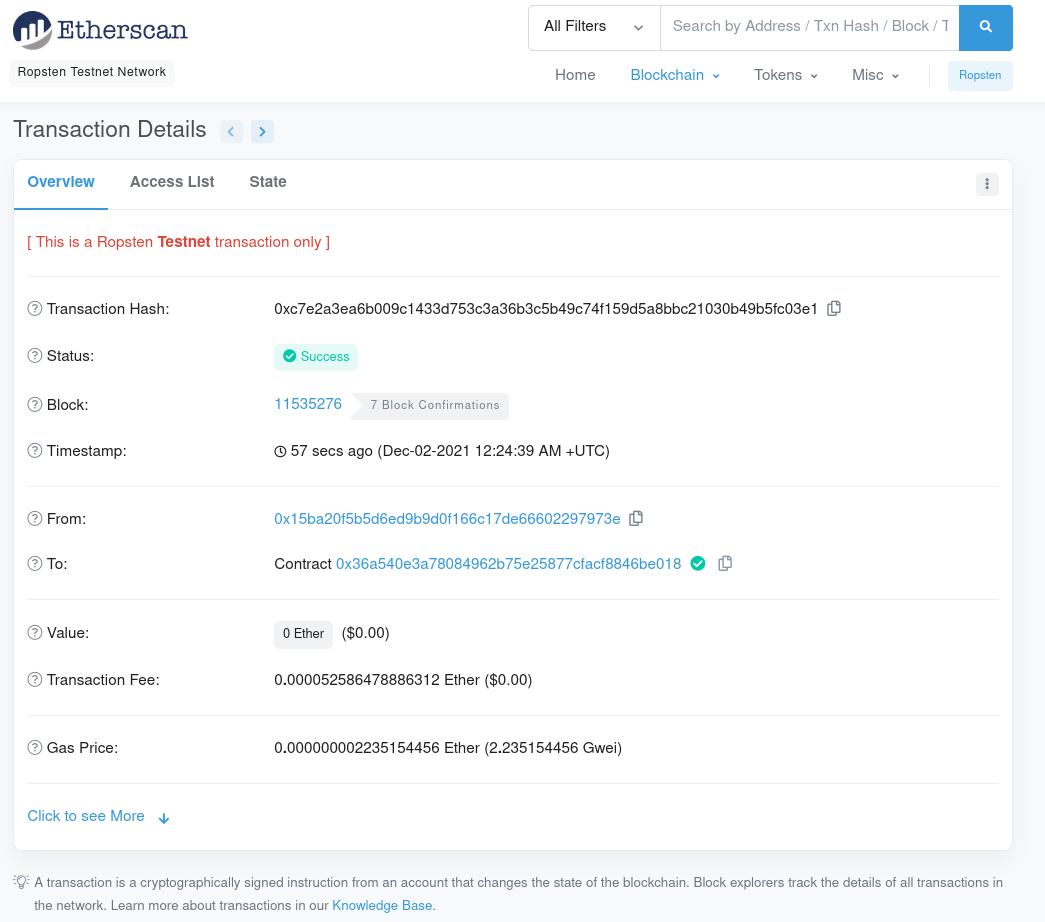 Etherscan
All Filters
Search by Address / Txn Hash / Block / T
Ropsten Testnet Network
Home Blockchain Tokens Misc Ropsten
Transaction Details
Overview Access List State
[ This is a Ropsten Testnet transaction only ]
Transaction Hash: 0xc7e2a3ea6b009c1433d753c3a36b3c5b49c74f159d5a8bbc21030b49b5fc03e1
Status: Success
Block: 11535276 7 Block Confirmations
Timestamp: 57 secs ago (Dec-02-2021 12:24:39 AM +UTC)
From: 0x15ba20f5b5d6ed9b9d0f166c17de66602297973e
To: Contract 0x36a540e3a78084962b75e25877cfacf8846be018
Value: 0 Ether ($0.00)
Transaction Fee: 0.000052586478886312 Ether ($0.00)
Gas Price: 0.000000002235154456 Ether (2.235154456 Gwei)
Click to see More
A transaction is a cryptographically signed instruction from an account that changes the state of the blockchain. Block explorers track the details of all transactions in
the network. Learn more about transactions in our Knowledge Base.